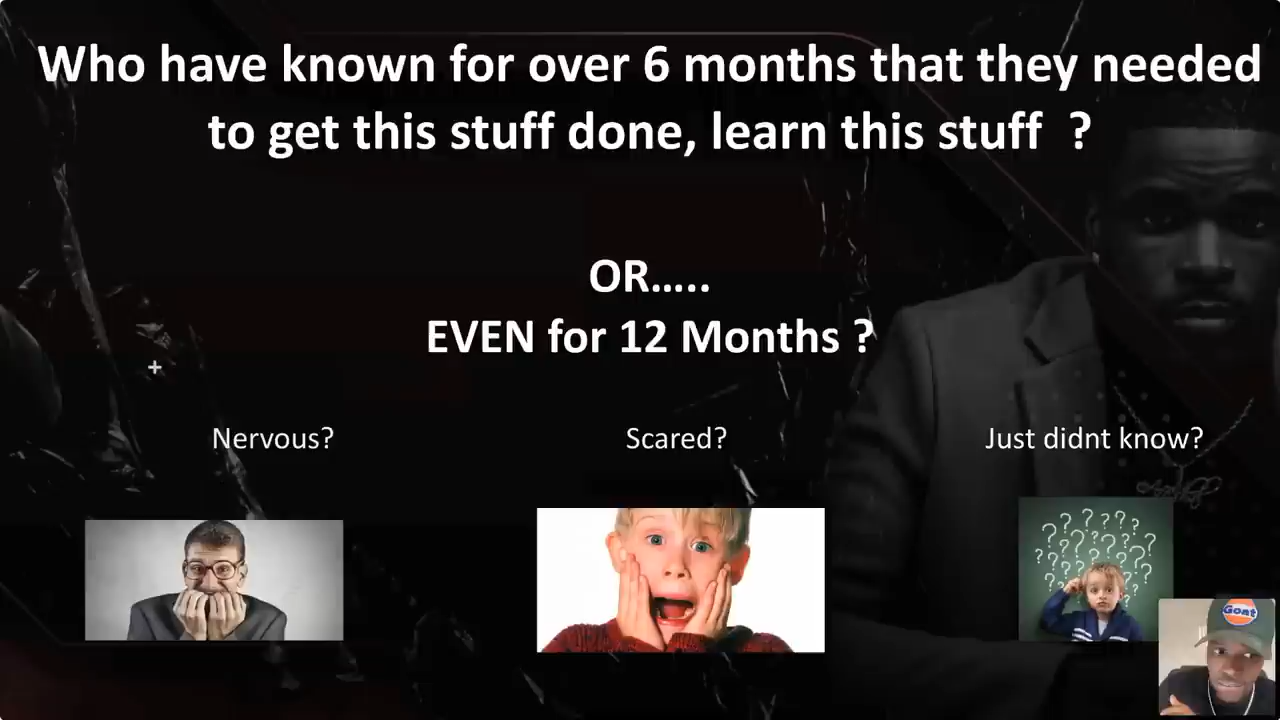 Who have known for over 6 months that they needed
to get this stuff done, learn this stuff  ?
OR.....
EVEN for 12 Months ?
Nervous?
Scared?
Just didnt know?
Goat